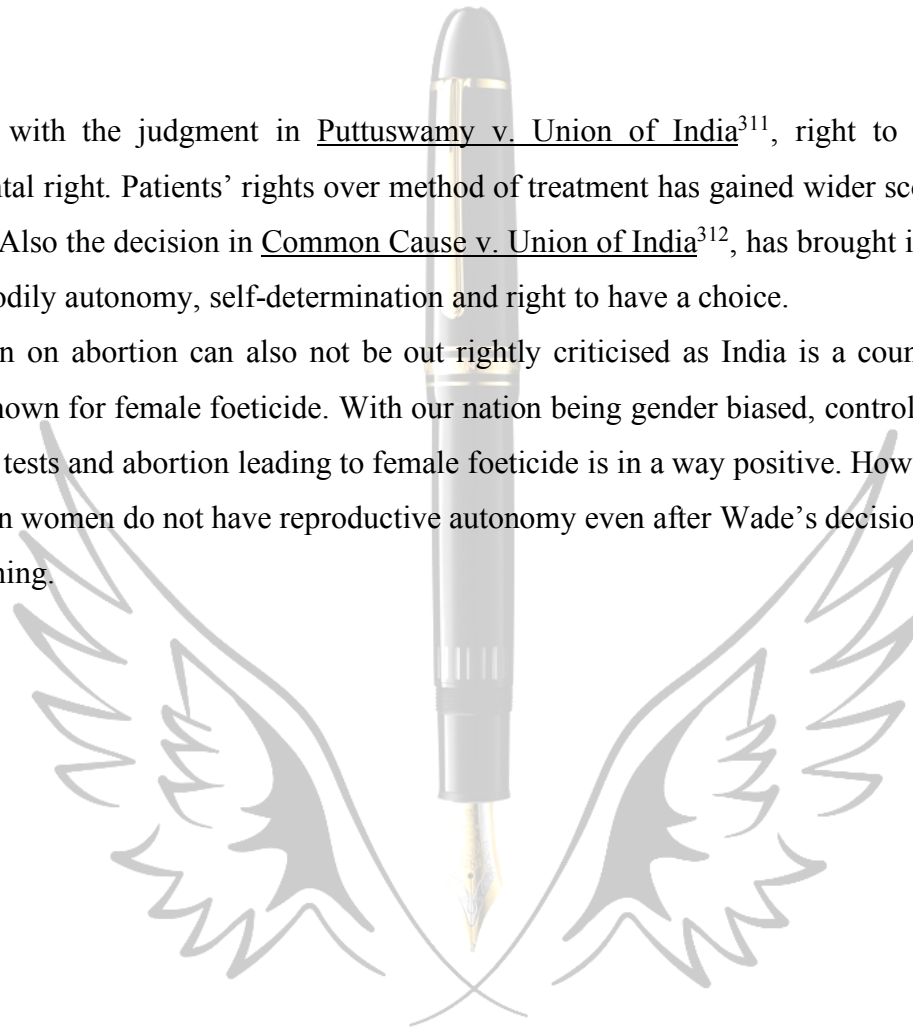 with the judgment in Puttuswamy v. Union of India311, right to
ntal right. Patients’ rights over method of treatment has gained wider sc
Also the decision in Common Cause v. Union of India312, has brought i
odily autonomy, self-determination and right to have a choice.
n on abortion can also not be out rightly criticised as India is a coun
nown for female foeticide. With our nation being gender biased, control
tests and abortion leading to female foeticide is in a way positive. How
n women do not have reproductive autonomy even after Wade’s decisio
ning.